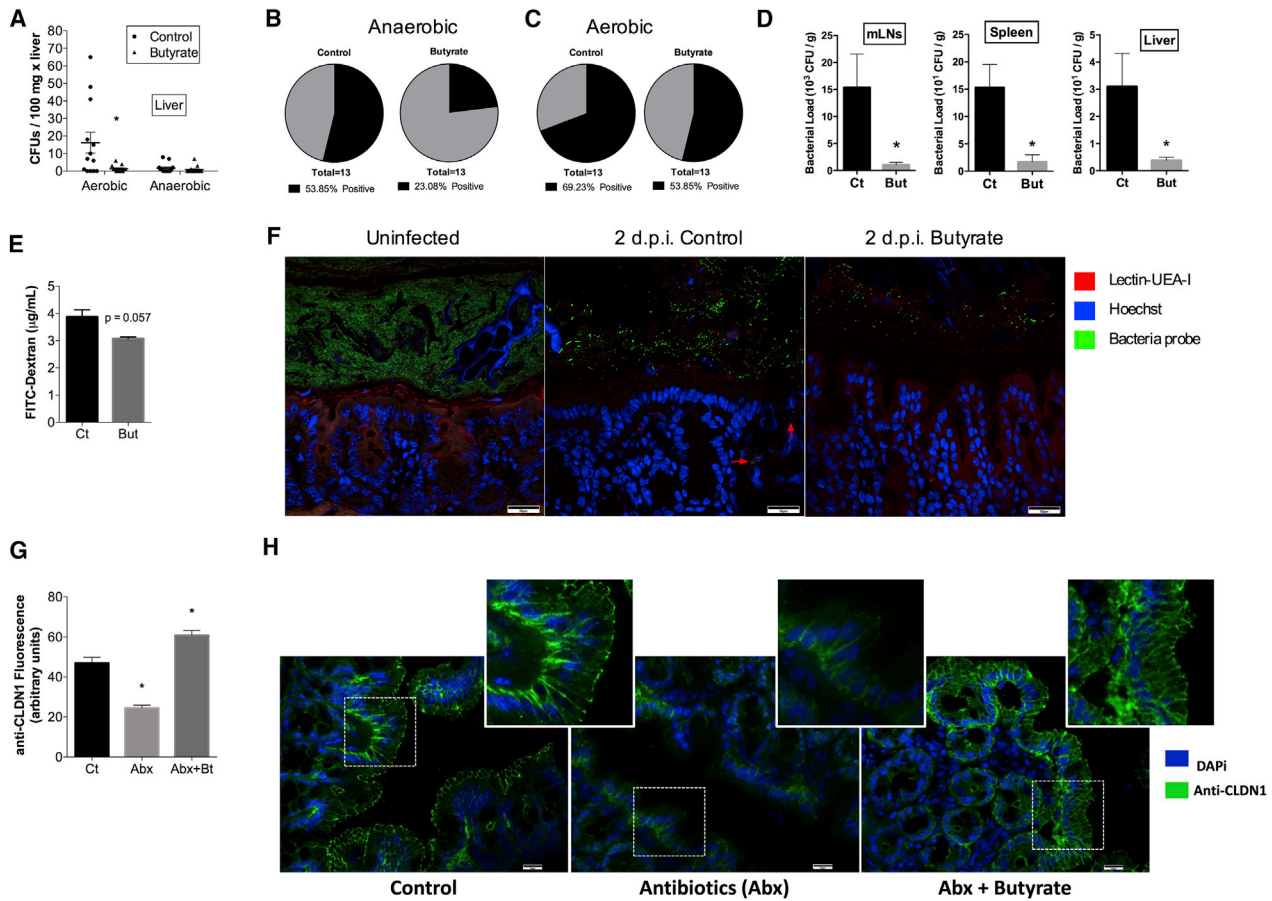 A
CFUs / 100 mg x liver
80
70
60
50
40
30
20
10
0
Control
Butyrate
*
Liver
Aerobic
Anaerobic
B
Anaerobic
Control
Butyrate
Total=13
53.85% Positive
Total=13
23.08% Positive
C
Aerobic
Control
Butyrate
Total=13
69.23% Positive
Total=13
53.85% Positive
D
mLNs
Bacterial Load (10³ CFU / g)
25
20
15
10
5
0
*
Ct
But
Spleen
Bacterial Load (10¹ CFU / g)
25
20
15
10
5
0
*
Ct
But
Liver
Bacterial Load (10¹ CFU / g)
5
4
3
2
1
0
*
Ct
But
E
FITC-Dextran (µg/mL)
5
4
3
2
1
0
p = 0.057
Ct
But
F
Uninfected
2 d.p.i. Control
2 d.p.i. Butyrate
Lectin-UEA-I
Hoechst
Bacteria probe
G
anti-CLDN1 Fluorescence
(arbitrary units)
80
60
40
20
0
*
*
Ct
Abx
Abx+Bt
H
DAPi
Anti-CLDN1
Control
Antibiotics (Abx)
Abx + Butyrate